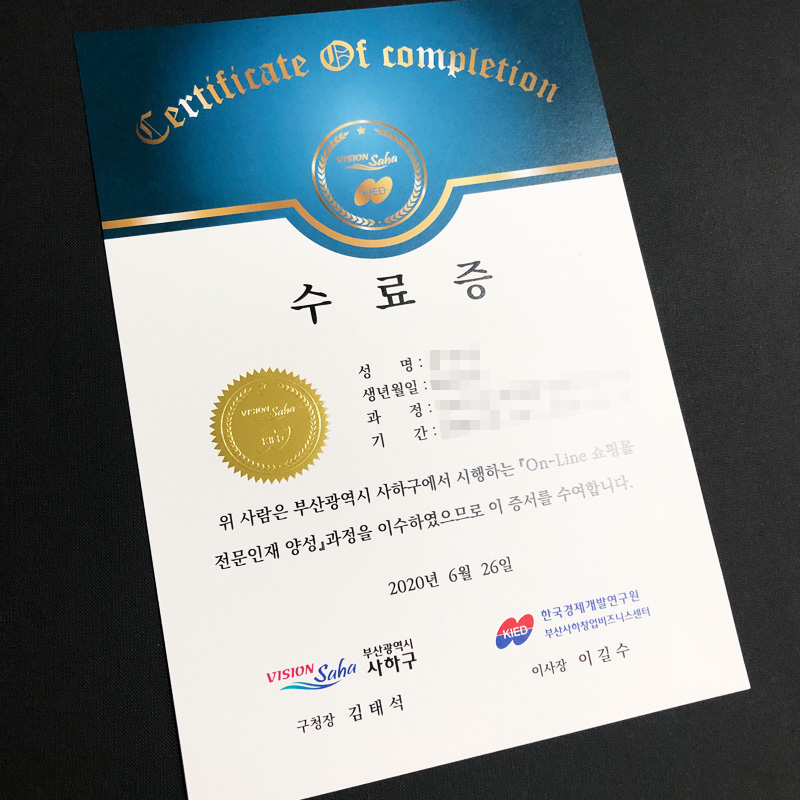 Certificate Of completion
VISION Saha
KIED
수 료 증
성 명 :
생년월일 :
과 정 :
기 간 :
VISION Saha
KIED
위 사람은 부산광역시 사하구에서 시행하는 『On-Line 쇼핑몰
전문인재 양성』과정을 이수하였으므로 이 증서를 수여합니다.
2020년 6월 26일
VISION Saha 부산광역시
사하구
구청장 김태석
KIED 한국경제개발연구원
부산사하창업비즈니스센터
이사장 이길수